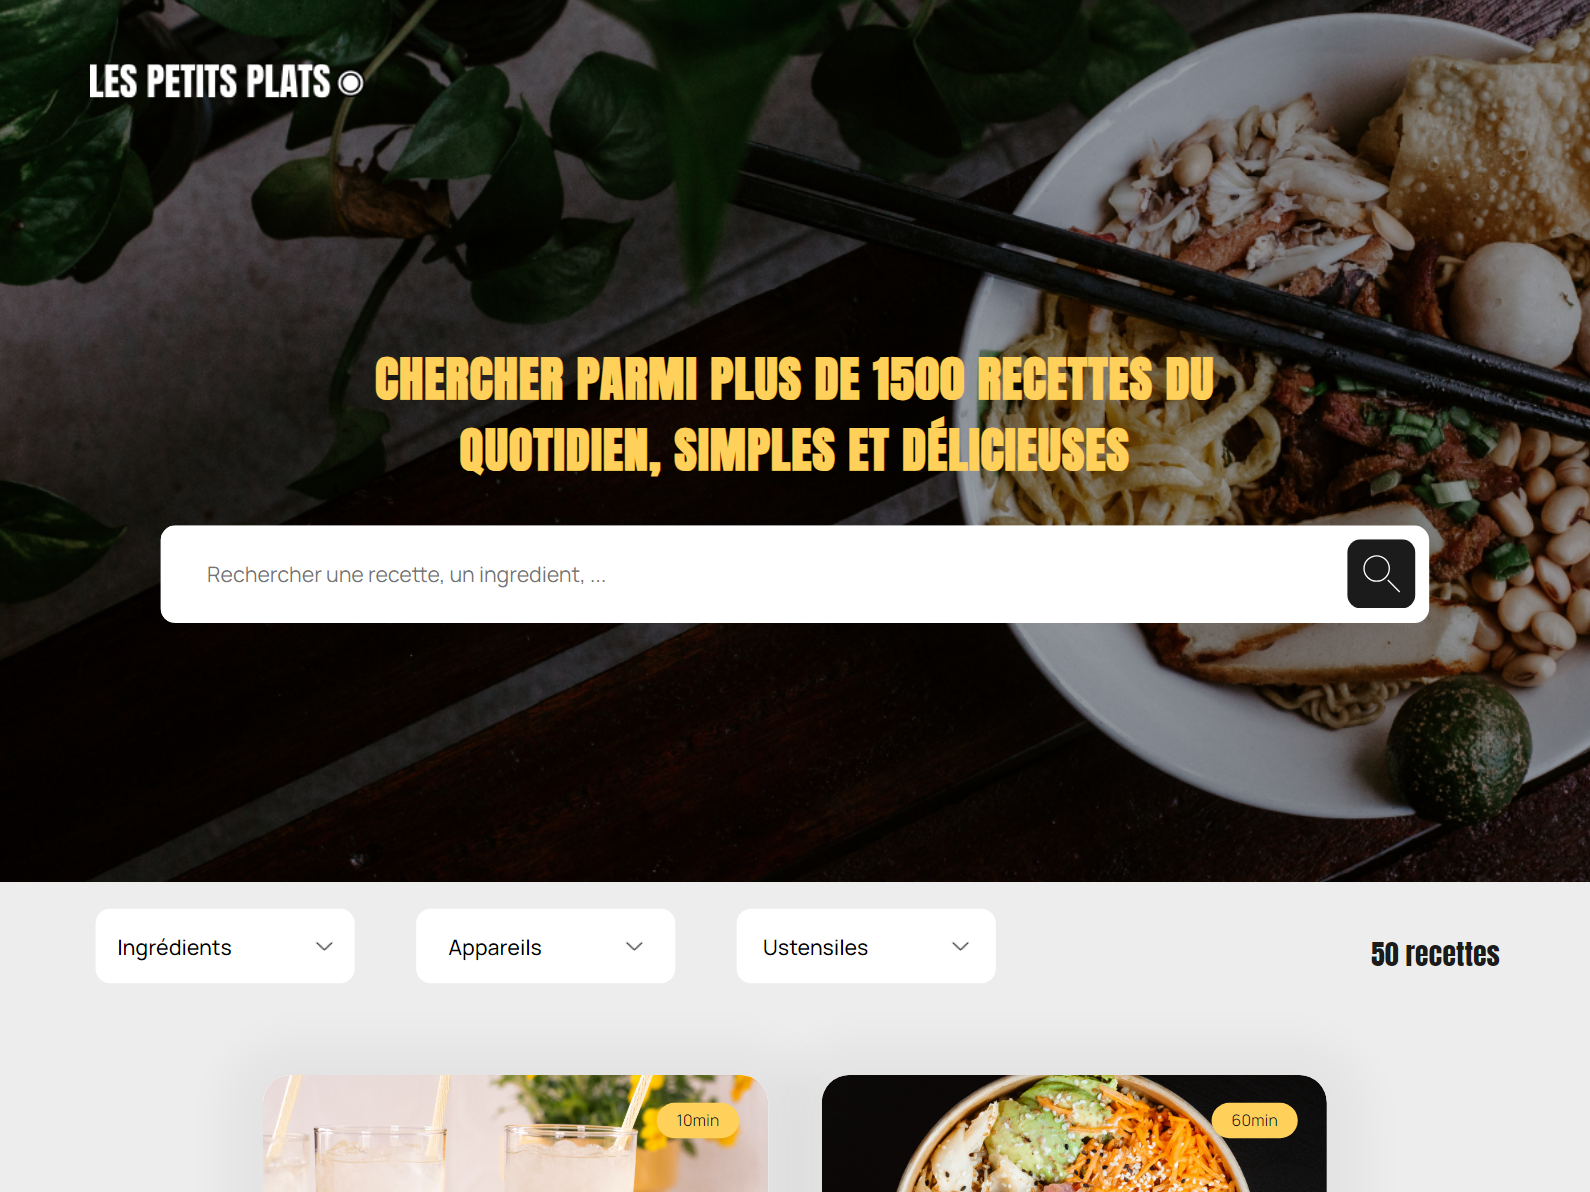 LES PETITS PLATS
CHERCHER PARMI PLUS DE 1500 RECETTES DU
QUOTIDIEN, SIMPLES ET DÉLICIEUSES
Rechercher une recette, un ingredient, ...
Ingrédients
Appareils
Ustensiles
50 recettes
10min
60min